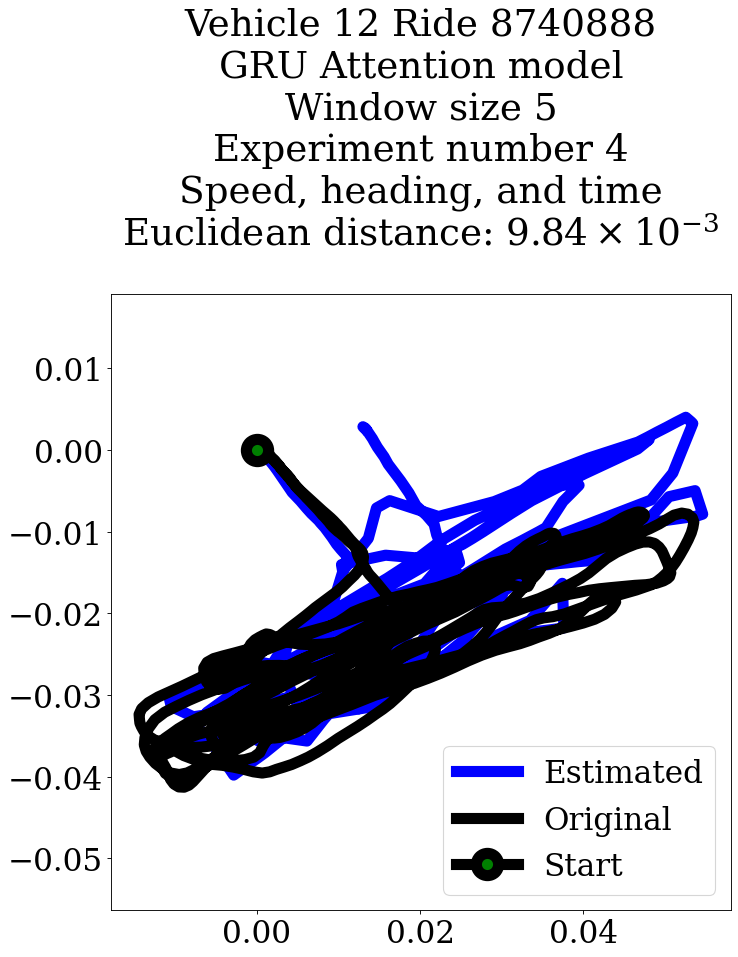 Vehicle 12 Ride 8740888
GRU Attention model
Window size 5
Experiment number 4
Speed, heading, and time
Euclidean distance: 9.84 × 10⁻³
0.01
0.00
−0.01
−0.02
−0.03
−0.04
−0.05
Estimated
Original
Start
0.00 0.02 0.04